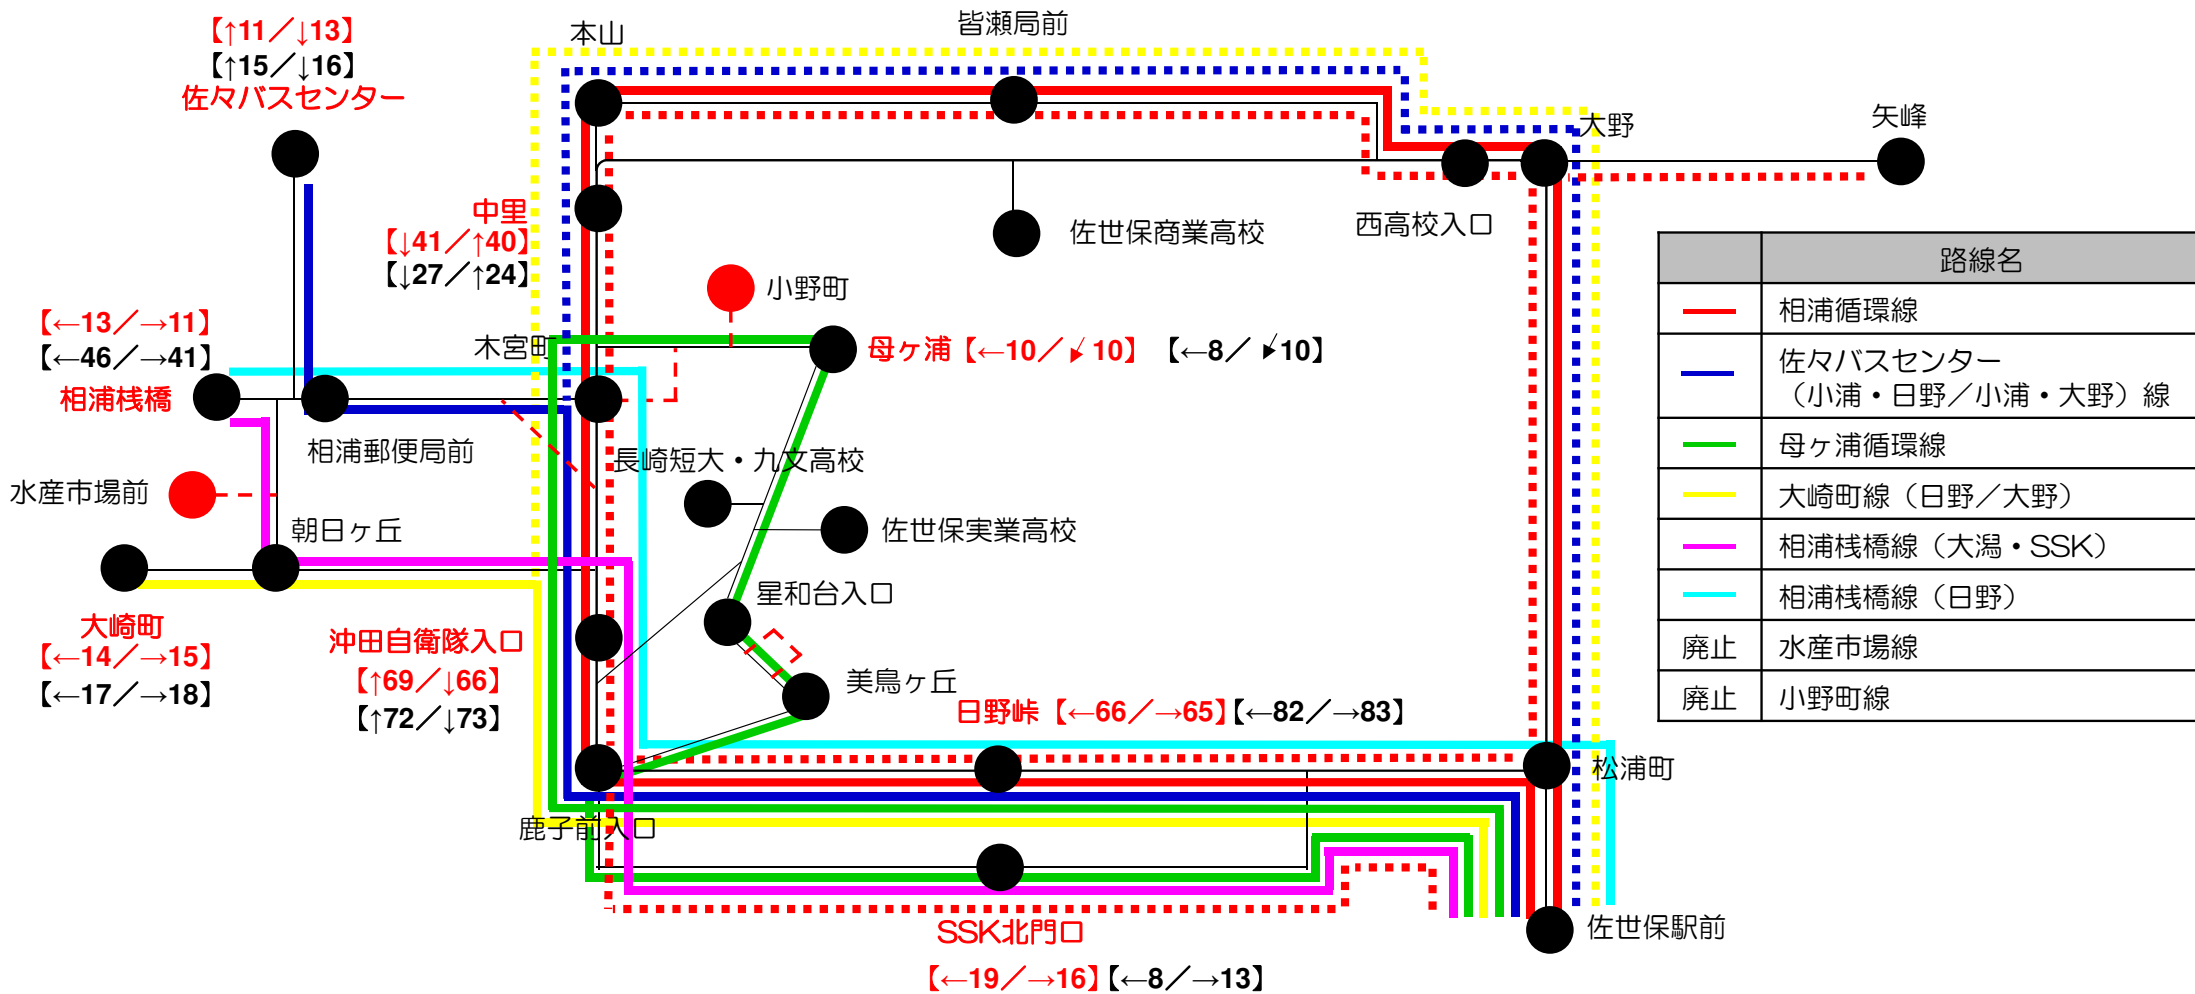 【↑11／↓13】
【↑15／↓16】
佐々バスセンター
本山
皆瀬局前
大野
矢峰
中里
【↓41／↑40】
【↓27／↑24】
佐世保商業高校
西高校入口
小野町
【←13／→11】
【←46／→41】
相浦桟橋
木宮町
母ヶ浦【←10／↙10】 【←8／↙10】
相浦郵便局前
長崎短大・九文高校
水産市場前
朝日ヶ丘
佐世保実業高校
星和台入口
大崎町
【←14／→15】
【←17／→18】
沖田自衛隊入口
【↑69／↓66】
【↑72／↓73】
美鳥ヶ丘
日野峠【←66／→65】【←82／→83】
松浦町
鹿子前入口
SSK北門口
【←19／→16】【←8／→13】
佐世保駅前
路線名
相浦循環線
佐々バスセンター
（小浦・日野／小浦・大野）線
母ヶ浦循環線
大崎町線（日野／大野）
相浦桟橋線（大潟・SSK）
相浦桟橋線（日野）
廃止 水産市場線
廃止 小野町線